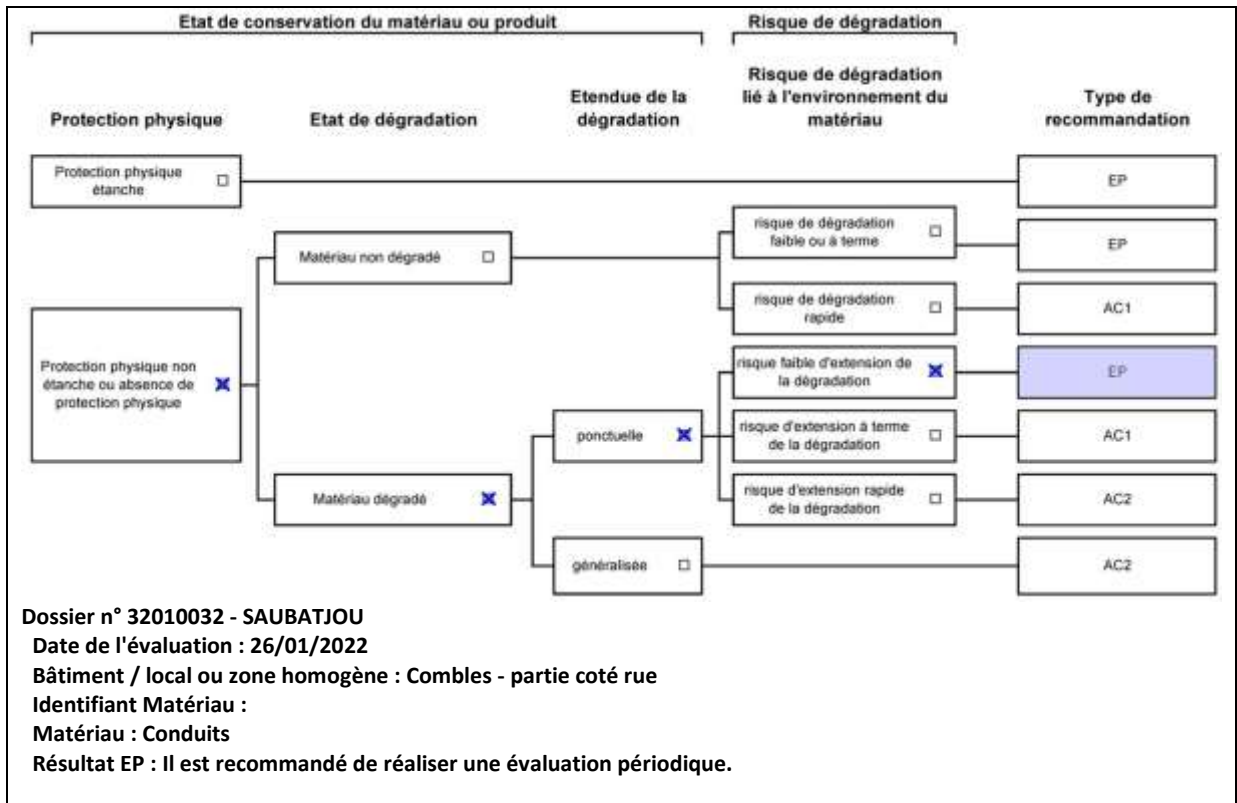 Etat de conservation du matériau ou produit
Risque de dégradation
Protection physique
Etat de dégradation
Etendue de la
dégradation
Risque de dégradation
lié à l'environnement du
matériau
Type de
recommandation
Protection physique
étanche
EP
Matériau non dégradé
risque de dégradation
faible ou à terme
EP
risque de dégradation
rapide
AC1
Protection physique non
étanche ou absence de
protection physique
risque faible d'extension de
la dégradation
EP
ponctuelle
risque d'extension à terme
de la dégradation
AC1
Matériau dégradé
risque d'extension rapide
de la dégradation
AC2
généralisée
AC2
Dossier n° 32010032 - SAUBATJOU
Date de l'évaluation : 26/01/2022
Bâtiment / local ou zone homogène : Combles - partie coté rue
Identifiant Matériau :
Matériau : Conduits
Résultat EP : Il est recommandé de réaliser une évaluation périodique.